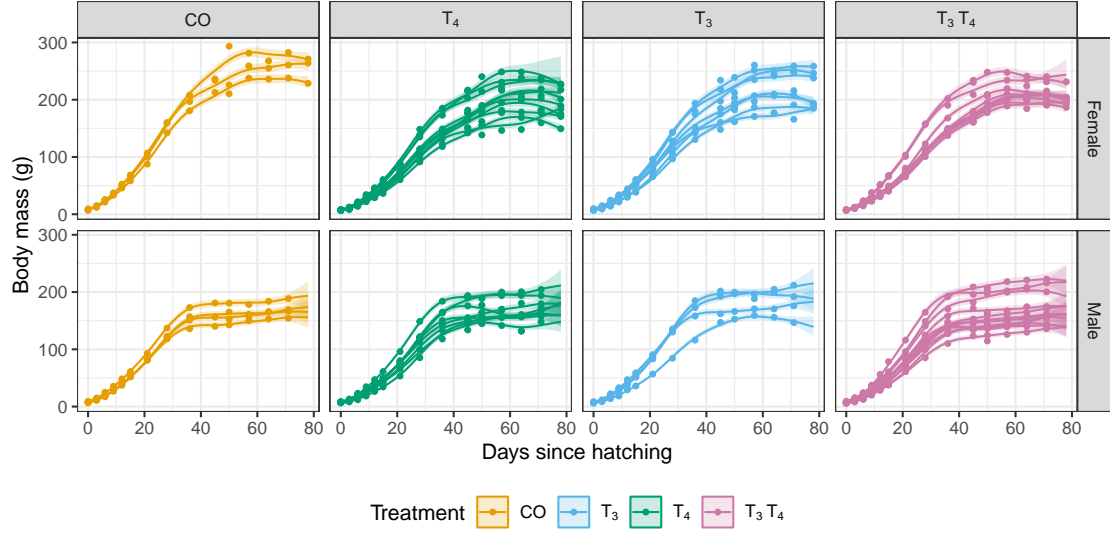 CO T₄ T₃ T₃ T₄
300
200
100
0
Female
300
200
100
0
Male
Body mass (g)
0 20 40 60 80 0 20 40 60 80 0 20 40 60 80 0 20 40 60 80
Days since hatching
Treatment CO T₃ T₄ T₃ T₄